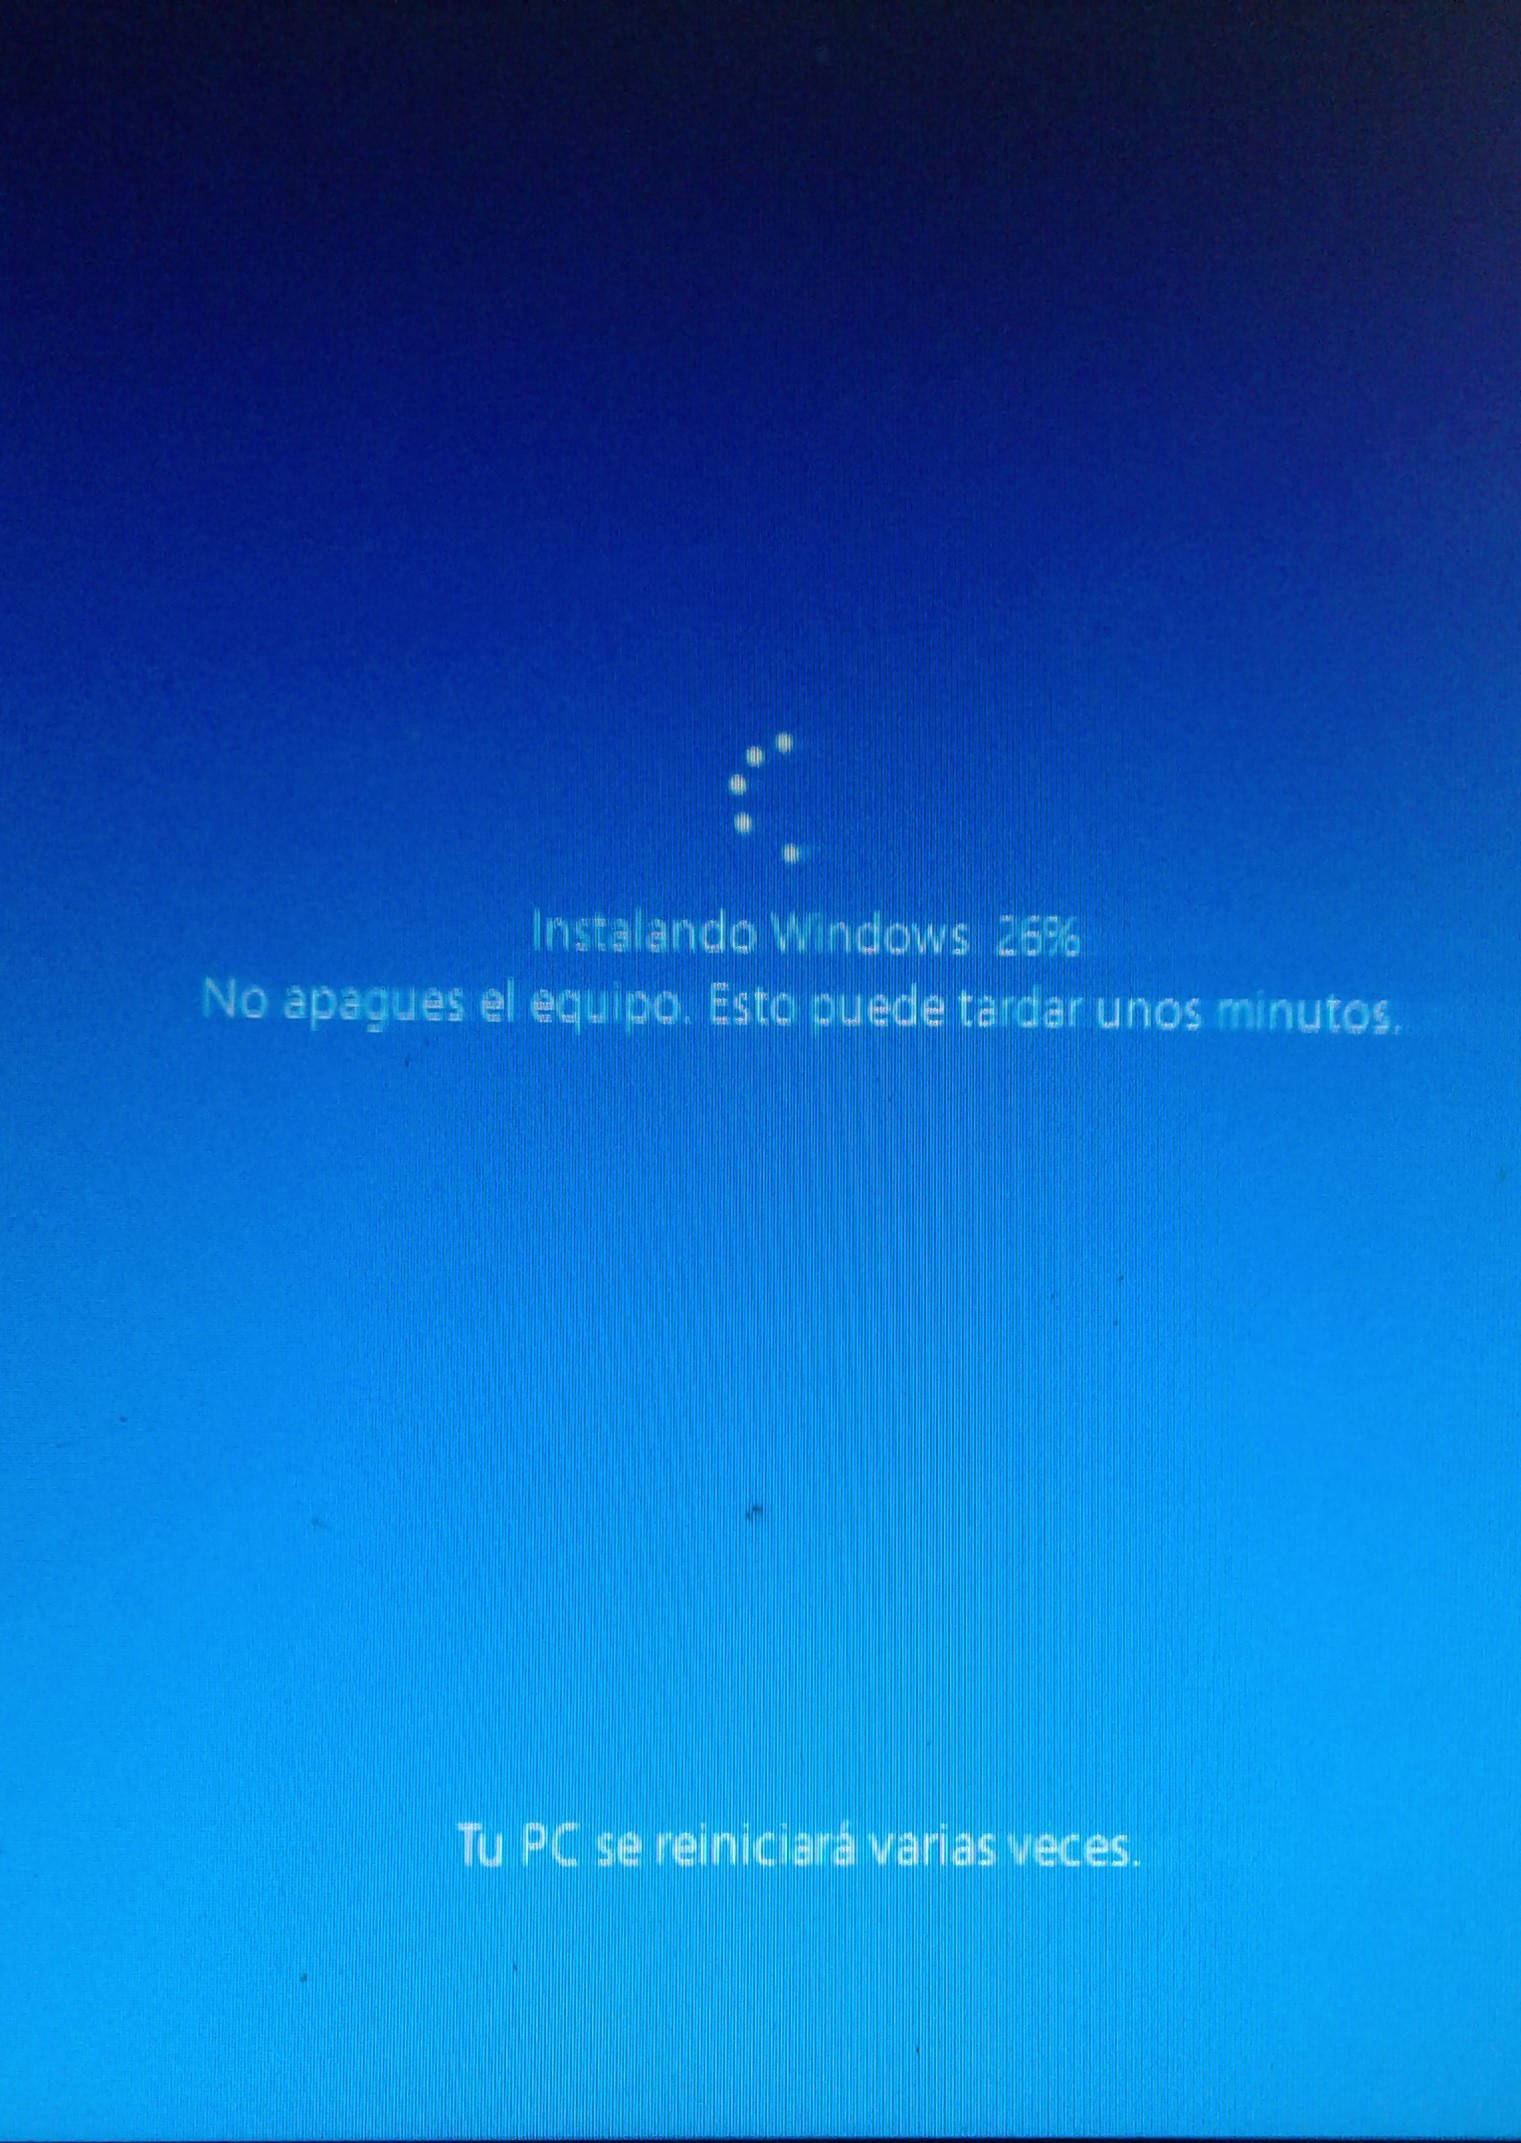 Instalando Windows 26%
No apagues el equipo. Esto puede tardar unos minutos.
Tu PC se reiniciará varias veces.